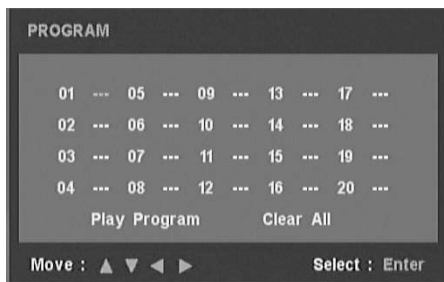 PROGRAM
01 --- 05 --- 09 --- 13 --- 17 ---
02 --- 06 --- 10 --- 14 --- 18 ---
03 --- 07 --- 11 --- 15 --- 19 ---
04 --- 08 --- 12 --- 16 --- 20 ---
Play Program Clear All
Move : ▲ ▼ ◀ ▶ Select : Enter